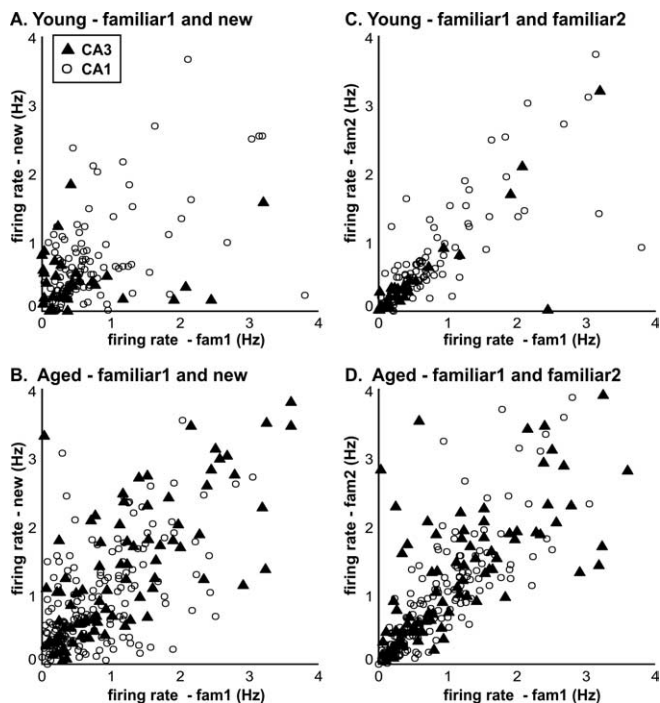 A. Young - familiar1 and new
4
▲ CA3
○ CA1
3
2
1
0
0 1 2 3 4
firing rate - new (Hz)
firing rate - fam1 (Hz)
C. Young - familiar1 and familiar2
4
3
2
1
0
0 1 2 3 4
firing rate - fam2 (Hz)
firing rate - fam1 (Hz)
B. Aged - familiar1 and new
4
3
2
1
0
0 1 2 3 4
firing rate - new (Hz)
firing rate - fam1 (Hz)
D. Aged - familiar1 and familiar2
4
3
2
1
0
0 1 2 3 4
firing rate - fam2 (Hz)
firing rate - fam1 (Hz)